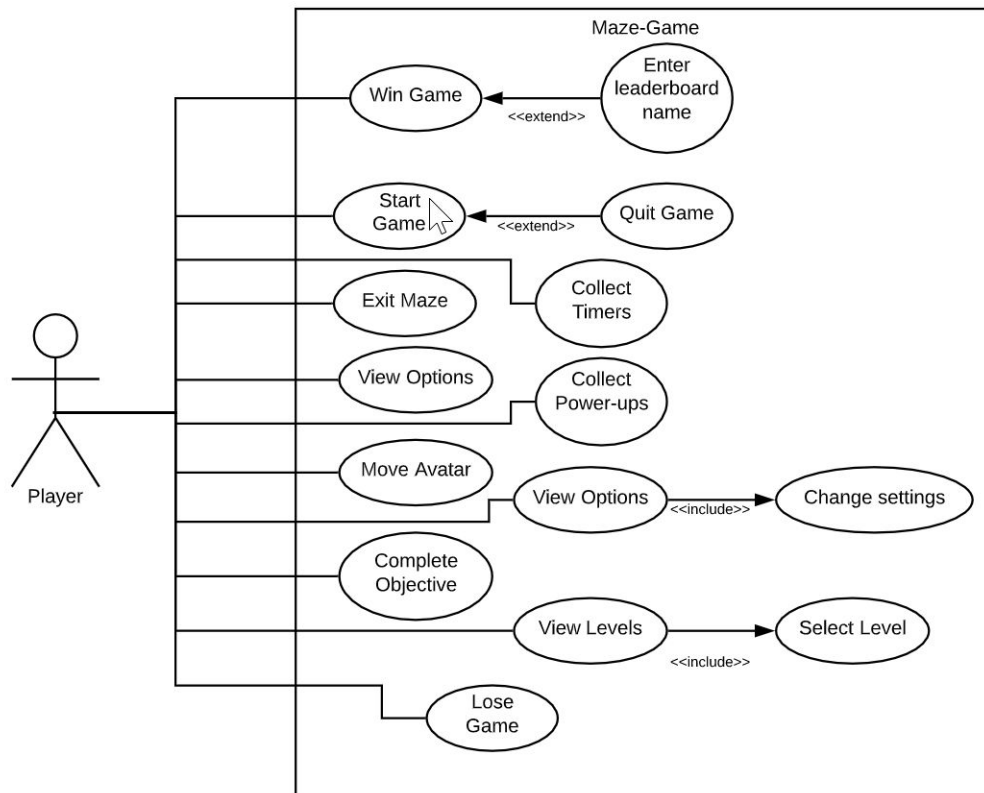 Maze-Game
Win Game
<<extend>>
Enter
leaderboard
name
Start
Game
<<extend>>
Quit Game
Exit Maze
Collect
Timers
View Options
Collect
Power-ups
Player
Move Avatar
View Options
<<include>>
Change settings
Complete
Objective
View Levels
<<include>>
Select Level
Lose
Game